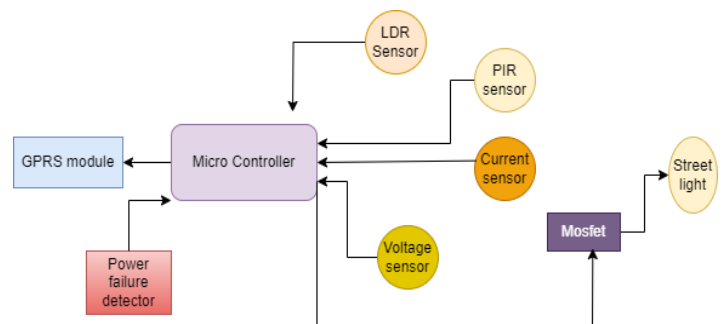 LDR
Sensor
PIR
sensor
GPRS module
Micro Controller
Current
sensor
Street
light
Mosfet
Voltage
sensor
Power
failure
detector